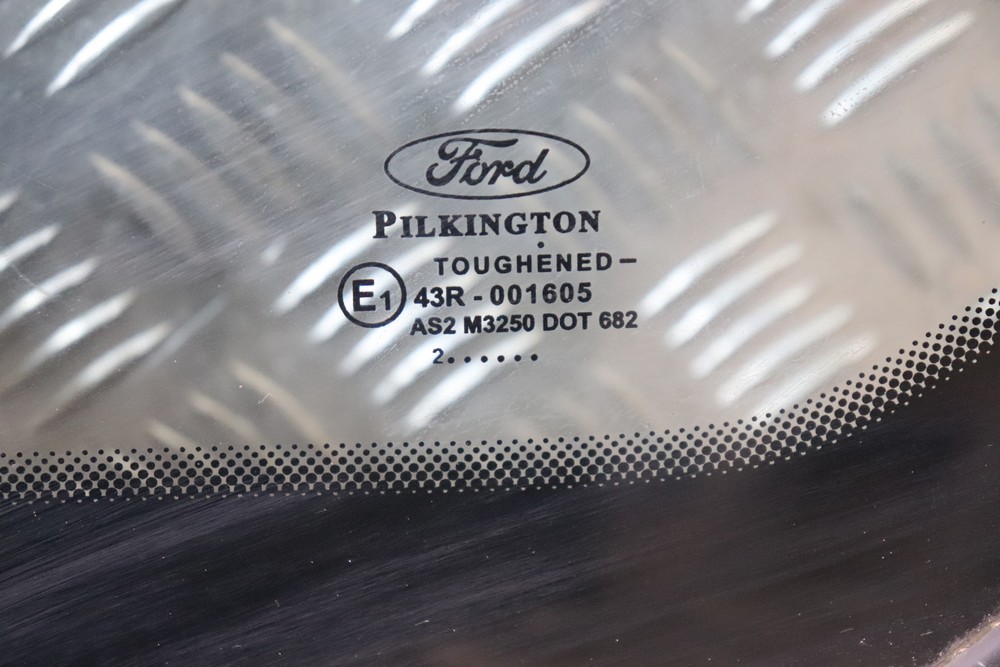 Ford
PILKINGTON
TOUGHENED –
E1 43R - 001605
AS2 M3250 DOT 682
2......